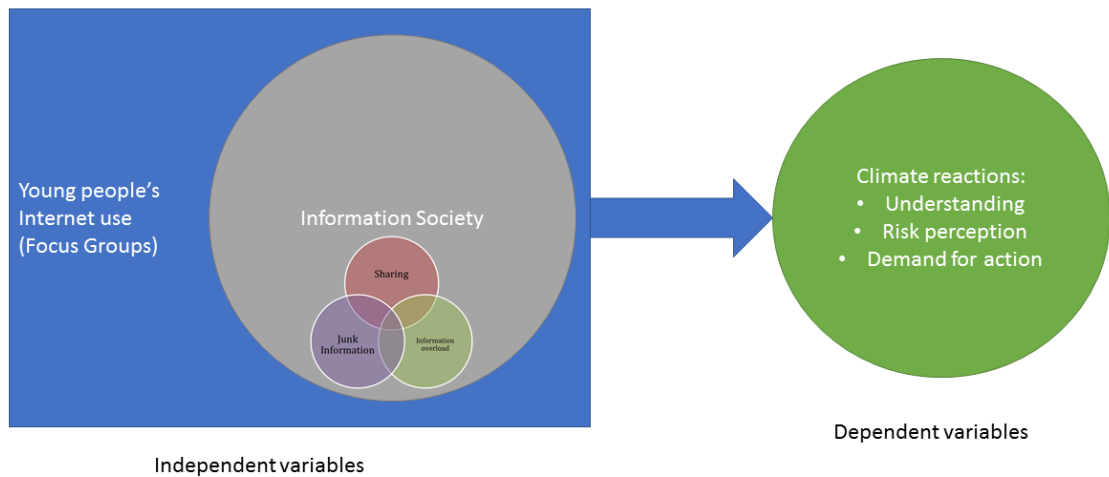 Young people’s
Internet use
(Focus Groups)
Information Society
Sharing
Junk
Information
Information
overload
Climate reactions:
• Understanding
• Risk perception
• Demand for action
Independent variables
Dependent variables